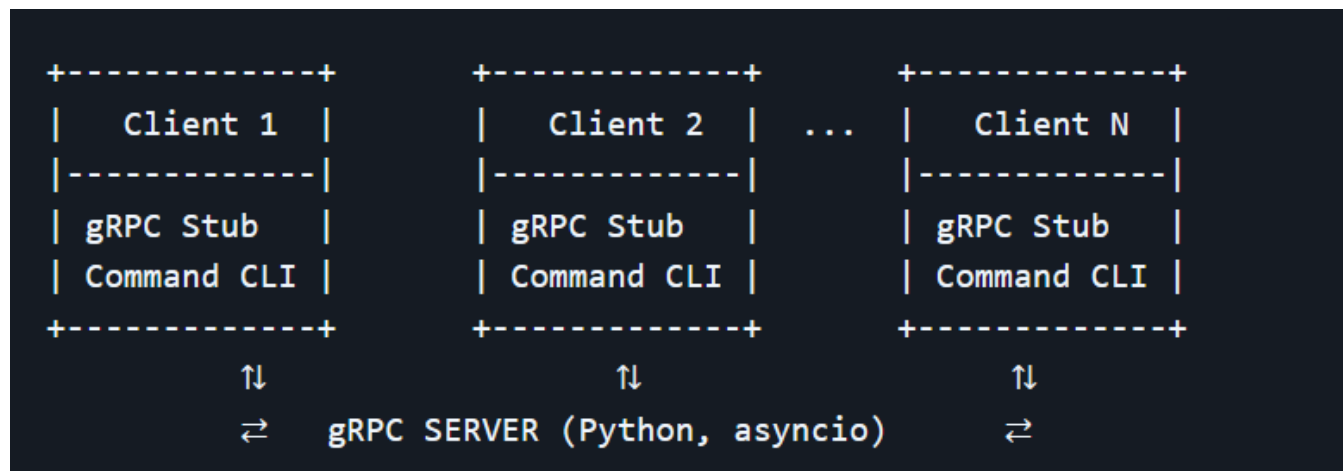 +-------------+       +-------------+       +-------------+
|   Client 1  |       |   Client 2  |  ...  |   Client N  |
|-------------|       |-------------|       |-------------|
| gRPC Stub   |       | gRPC Stub   |       | gRPC Stub   |
| Command CLI |       | Command CLI |       | Command CLI |
+-------------+       +-------------+       +-------------+
⇅ ⇅ ⇅
⇄ gRPC SERVER (Python, asyncio) ⇄